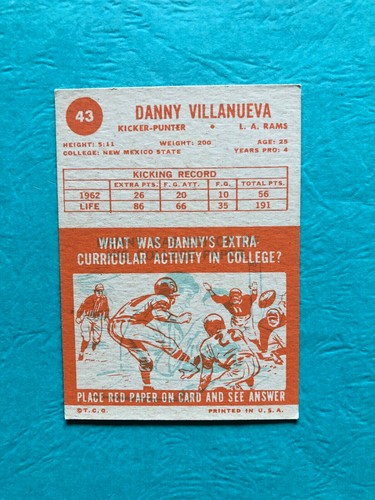 43
DANNY VILLANUEVA
KICKER-PUNTER • L. A. RAMS
HEIGHT: 5:11 WEIGHT: 200 AGE: 25
COLLEGE: NEW MEXICO STATE YEARS PRO: 4
KICKING RECORD
EXTRA PTS. F. G. ATT. F. G. TOTAL PTS.
1962 26 20 10 56
LIFE 86 66 35 191
WHAT WAS DANNY'S EXTRA-
CURRICULAR ACTIVITY IN COLLEGE?
22
PLACE RED PAPER ON CARD AND SEE ANSWER
©T.C.G. PRINTED IN U.S.A.